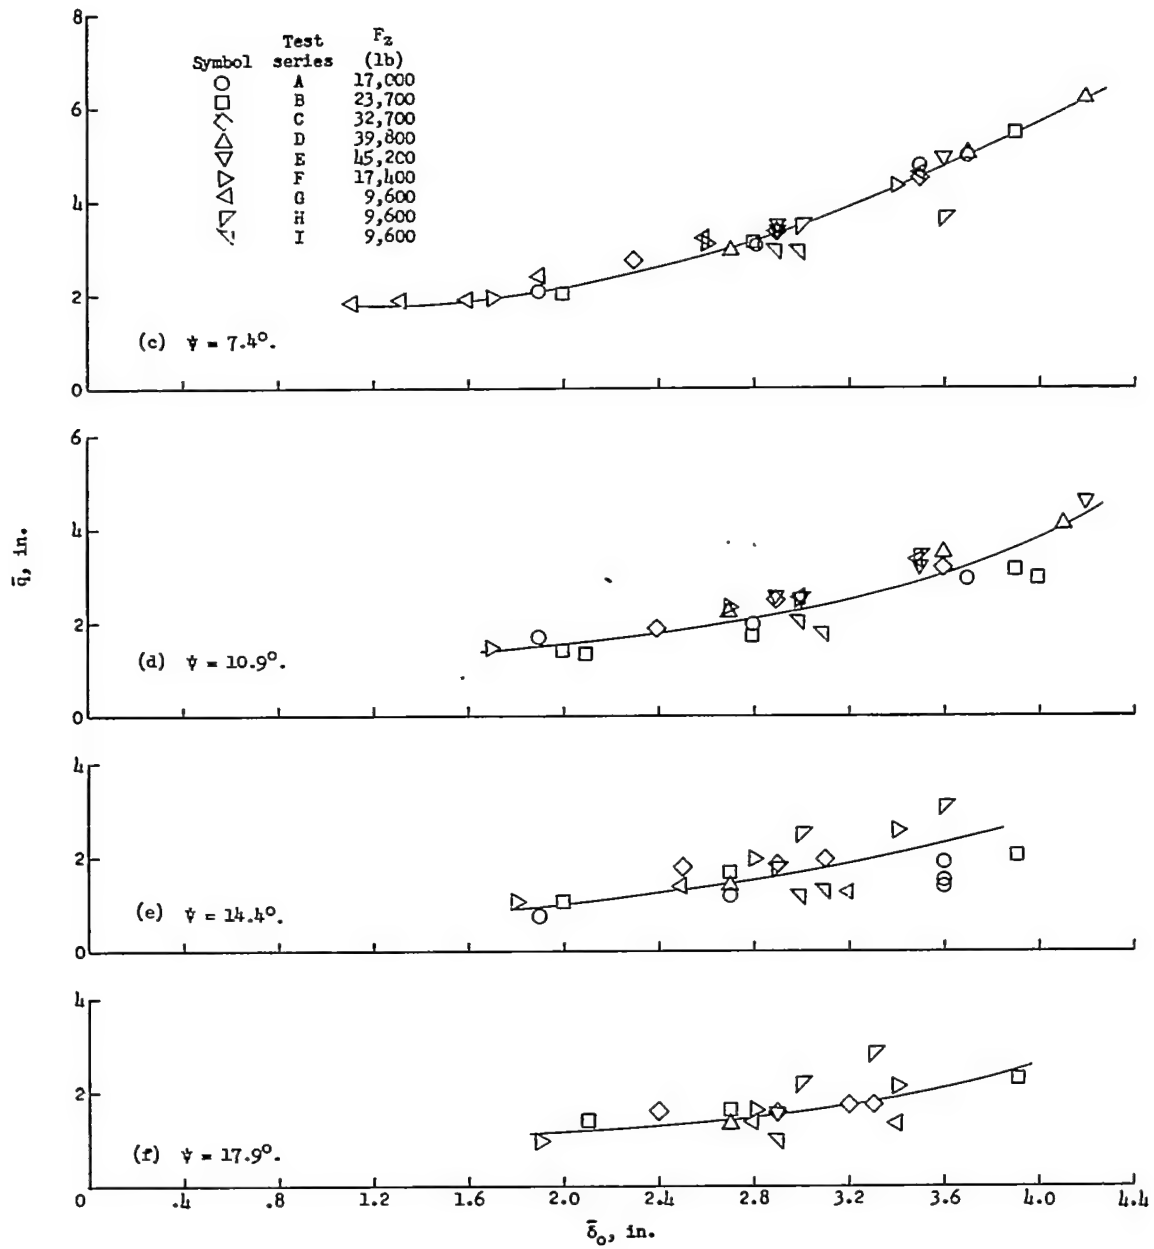 8
6
4
2
0
Symbol Test series F_z (lb)
○ A 17,000
□ B 23,700
◇ C 32,700
△ D 39,800
▽ E 45,200
▷ F 17,400
G 9,600
H 9,600
I 9,600
(c) ψ = 7.4°.
6
4
2
0
(d) ψ = 10.9°.
q̄, in.
4
2
0
(e) ψ = 14.4°.
4
2
(f) ψ = 17.9°.
0 .4 .8 1.2 1.6 2.0 2.4 2.8 3.2 3.6 4.0 4.4
δ̄₀, in.